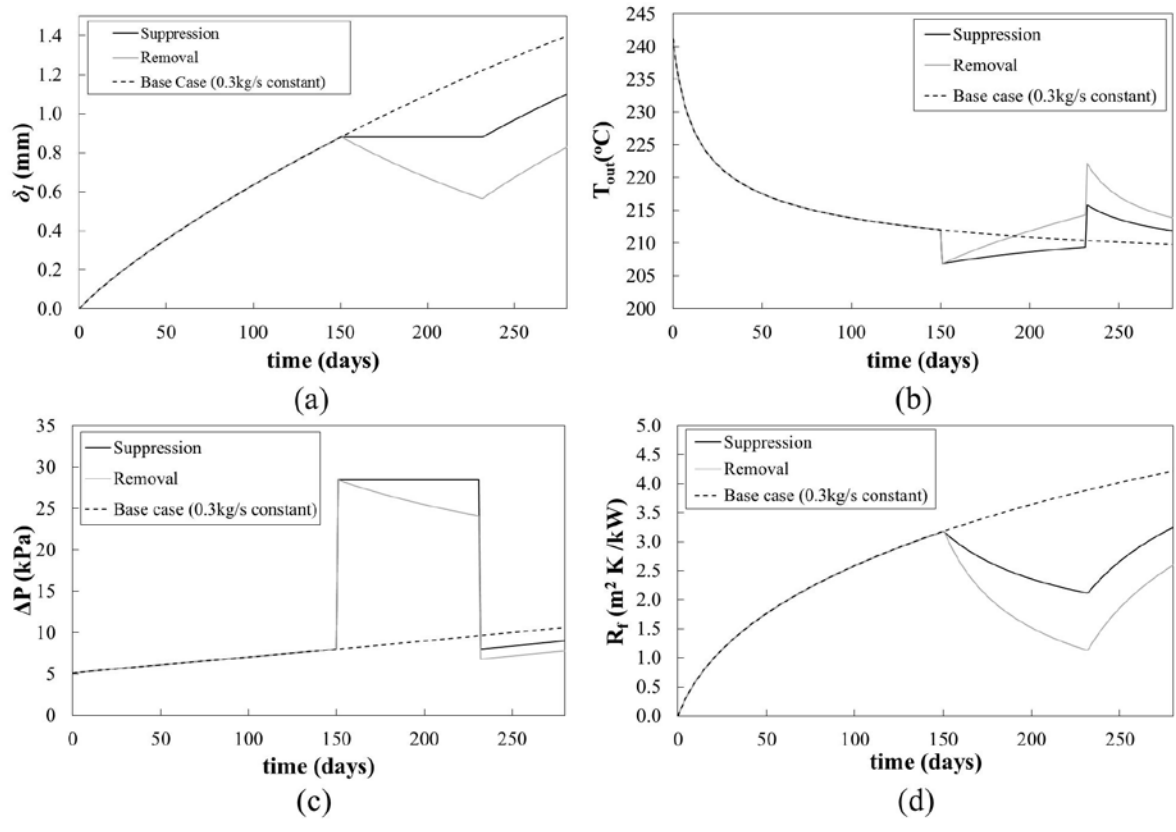 Suppression
Removal
Base Case (0.3kg/s constant)
1.4
1.2
1.0
0.8
0.6
0.4
0.2
0.0
δl (mm)
0 50 100 150 200 250
time (days)
(a)
Suppression
Removal
Base case (0.3kg/s constant)
245
240
235
230
225
220
215
210
205
200
Tout(°C)
0 50 100 150 200 250
time (days)
(b)
Suppression
Removal
Base case (0.3kg/s constant)
35
30
25
20
15
10
5
0
ΔP (kPa)
0 50 100 150 200 250
time (days)
(c)
Suppression
Removal
Base case (0.3kg/s constant)
5.0
4.5
4.0
3.5
3.0
2.5
2.0
1.5
1.0
0.5
0.0
Rf (m² K /kW)
0 50 100 150 200 250
time (days)
(d)